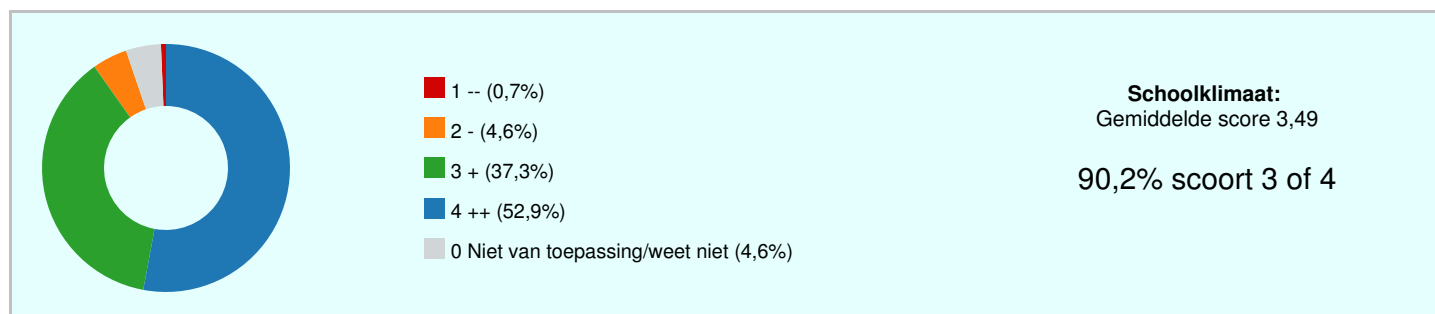 1 -- (0,7%)
2 - (4,6%)
3 + (37,3%)
4 ++ (52,9%)
0 Niet van toepassing/weet niet (4,6%)
Schoolklimaat:
Gemiddelde score 3,49
90,2% scoort 3 of 4